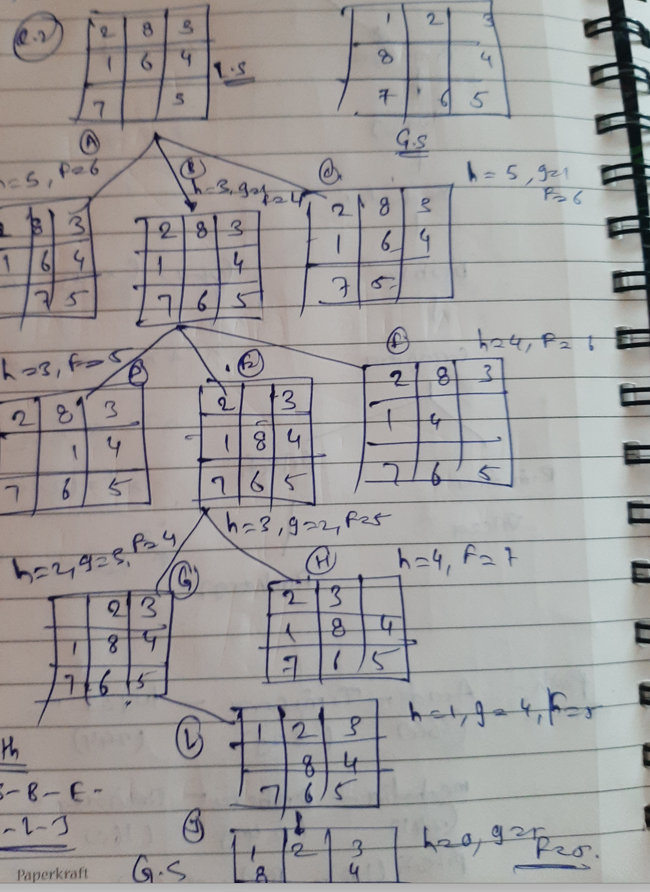 Q.2
2 8 3
1 6 4
7 5
I.S
1 2 3
8 4
7 6 5
G.S
A
h=5, F=6
B
h=3, g=1
F=4
C
h=5, g=1
F=6
2 8 3
1 6 4
7 5
2 8 3
1 4
7 6 5
2 8 3
1 6 4
7 5
h=3, F=5
D
E
F
h=4, F=6
2 8 3
1 4
7 6 5
2 3
1 8 4
7 6 5
2 8 3
1 4
7 6 5
h=3, g=2, F=5
h=2, g=3, F=4
G
H
h=4, F=7
2 3
1 8 4
7 6 5
2 3
1 8 4
7 6 5
I
1 2 3
8 4
7 6 5
h=1, g=4, F=5
th
S-B-E-
-I-J
J
1 2 3
8 4
h=0, g=5
F=5.
G.S
Paperkraft